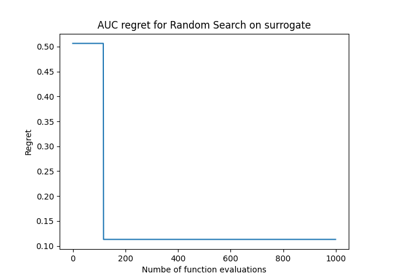 AUC regret for Random Search on surrogate
0.50
0.45
0.40
0.35
0.30
0.25
0.20
0.15
0.10
Regret
0 200 400 600 800 1000
Numbe of function evaluations